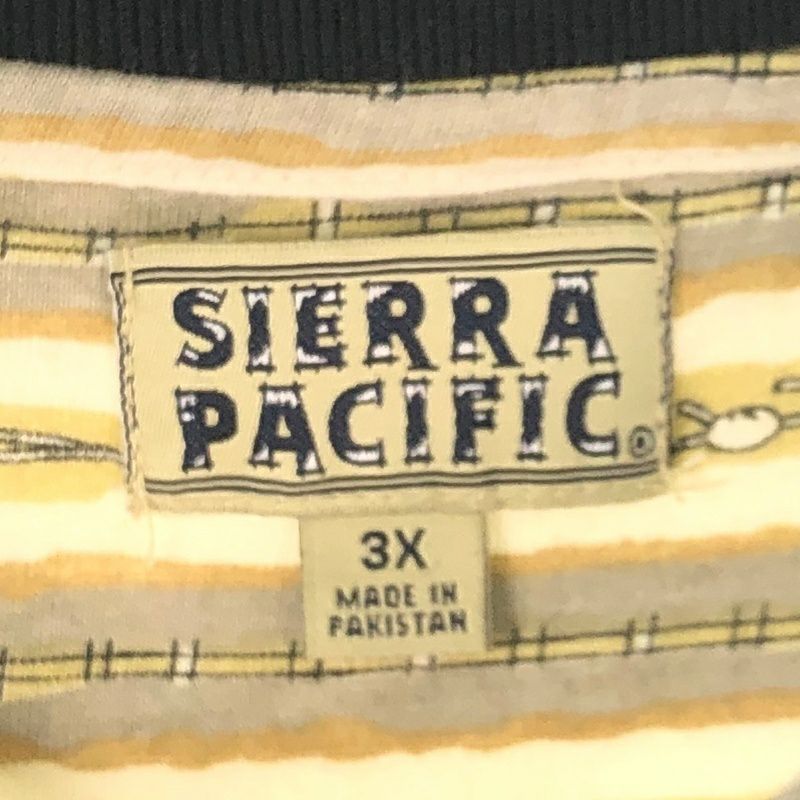 SIERRA
PACIFIC®
3X
MADE IN
PAKISTAN